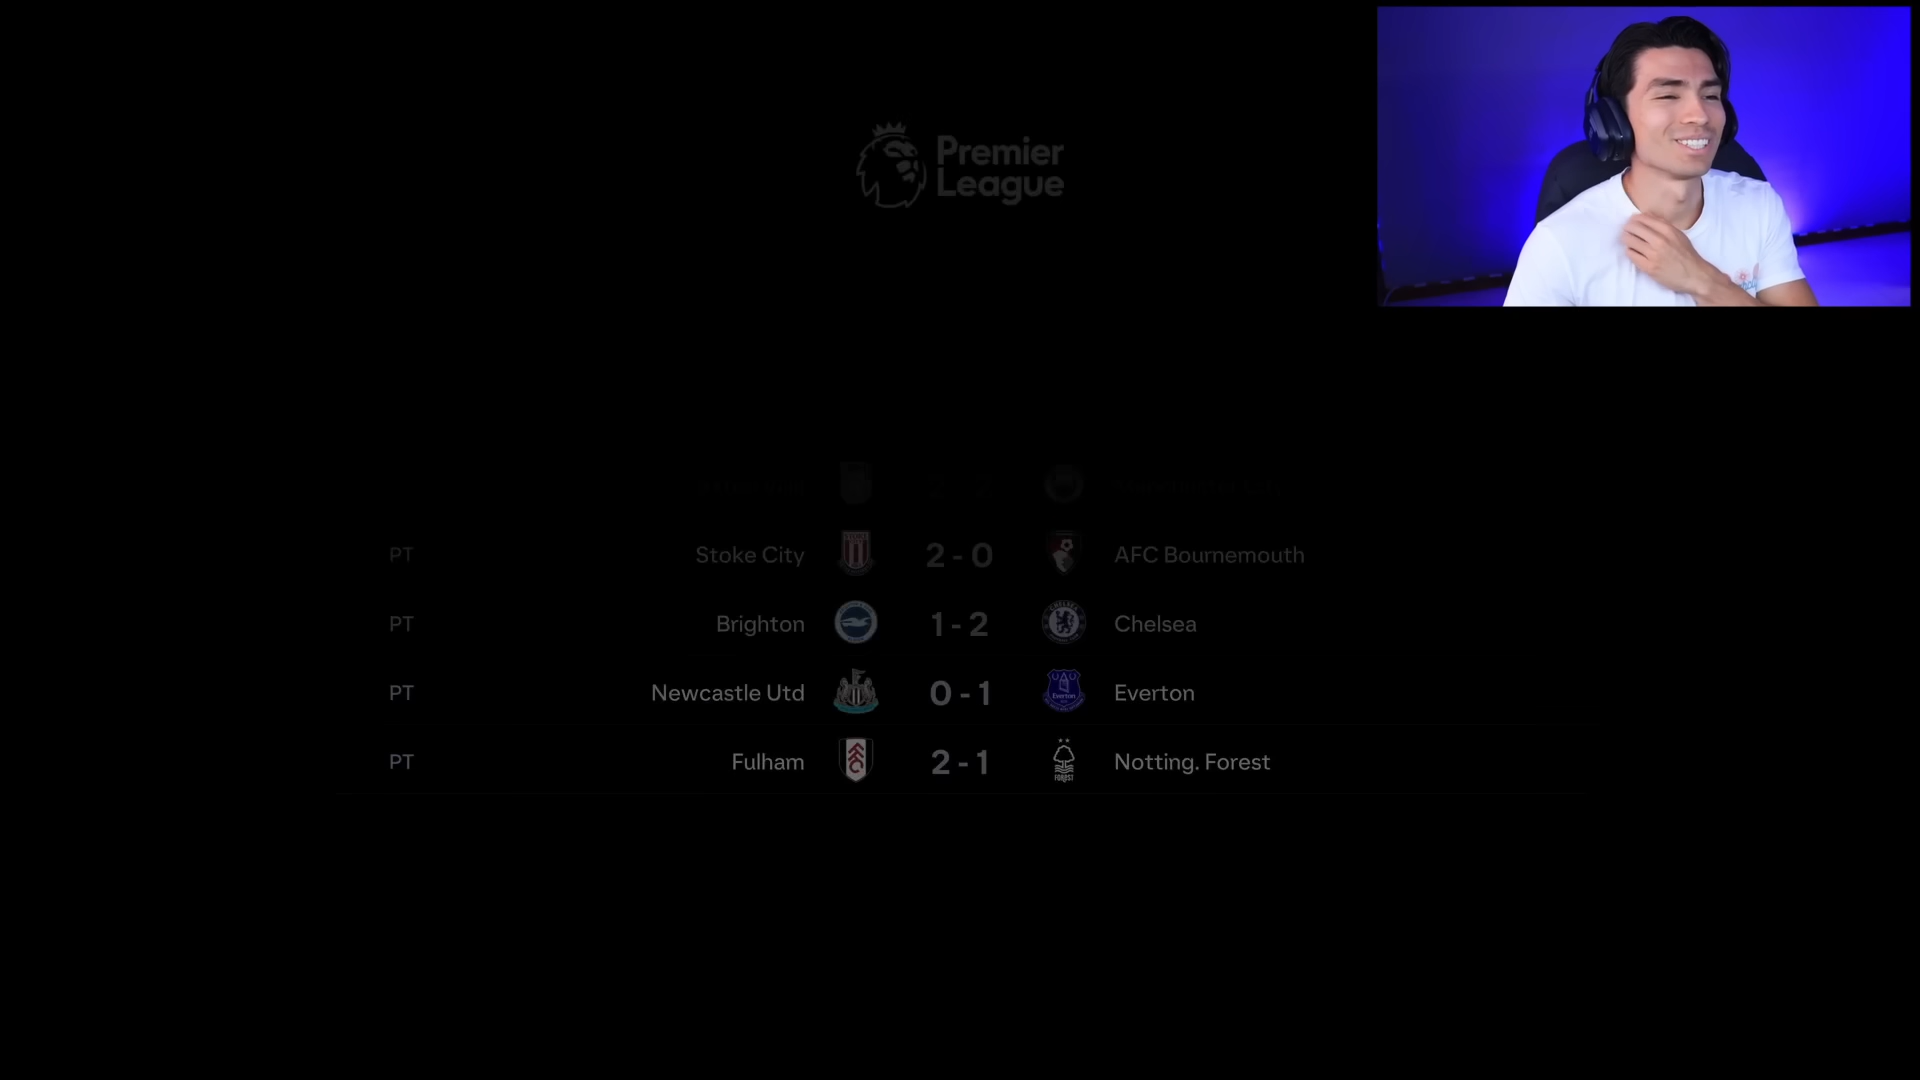 Premier
League
Stoke City 2 - 0 AFC Bournemouth
PT
Brighton 1 - 2 Chelsea
PT
Newcastle Utd 0 - 1 Everton
PT
Fulham 2 - 1 Notting. Forest
PT